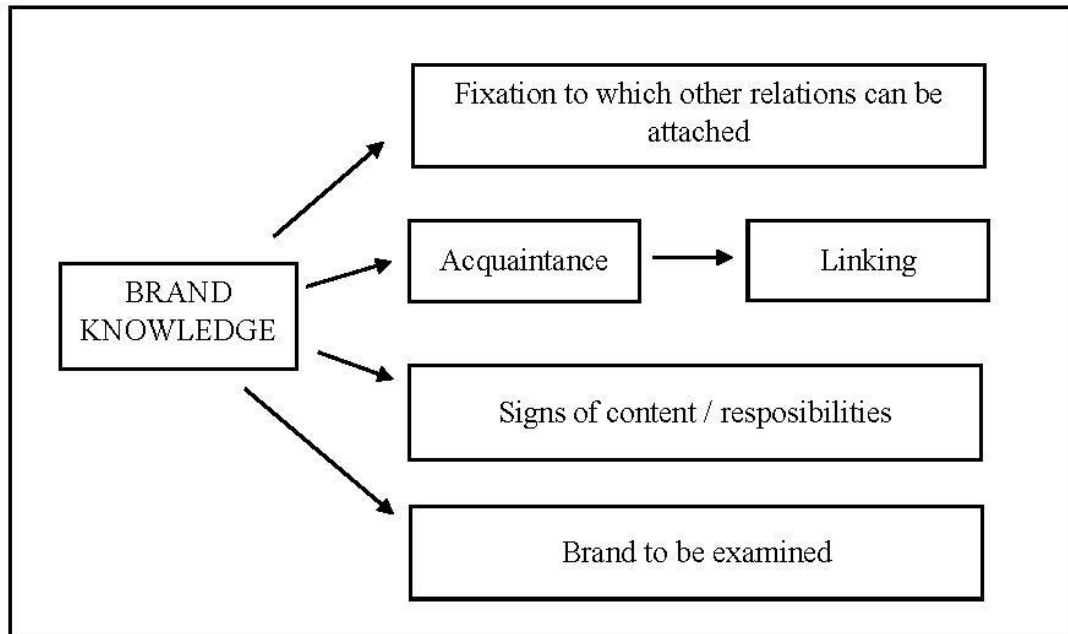 Fixation to which other relations can be
attached
BRAND
KNOWLEDGE
Acquaintance
Linking
Signs of content / resposibilities
Brand to be examined